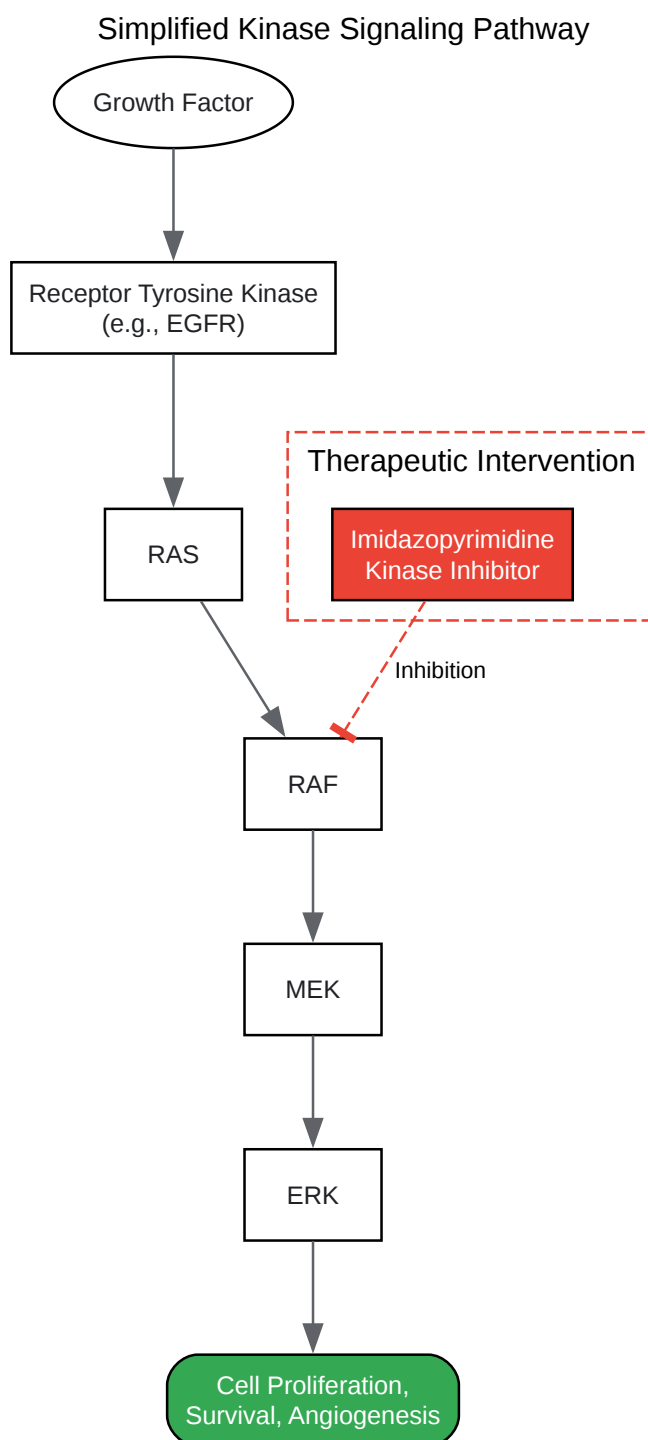 Simplified Kinase Signaling Pathway
Growth Factor
Receptor Tyrosine Kinase
(e.g., EGFR)
Therapeutic Intervention
RAS
Imidazopyrimidine
Kinase Inhibitor
Inhibition
RAF
MEK
ERK
Cell Proliferation,
Survival, Angiogenesis